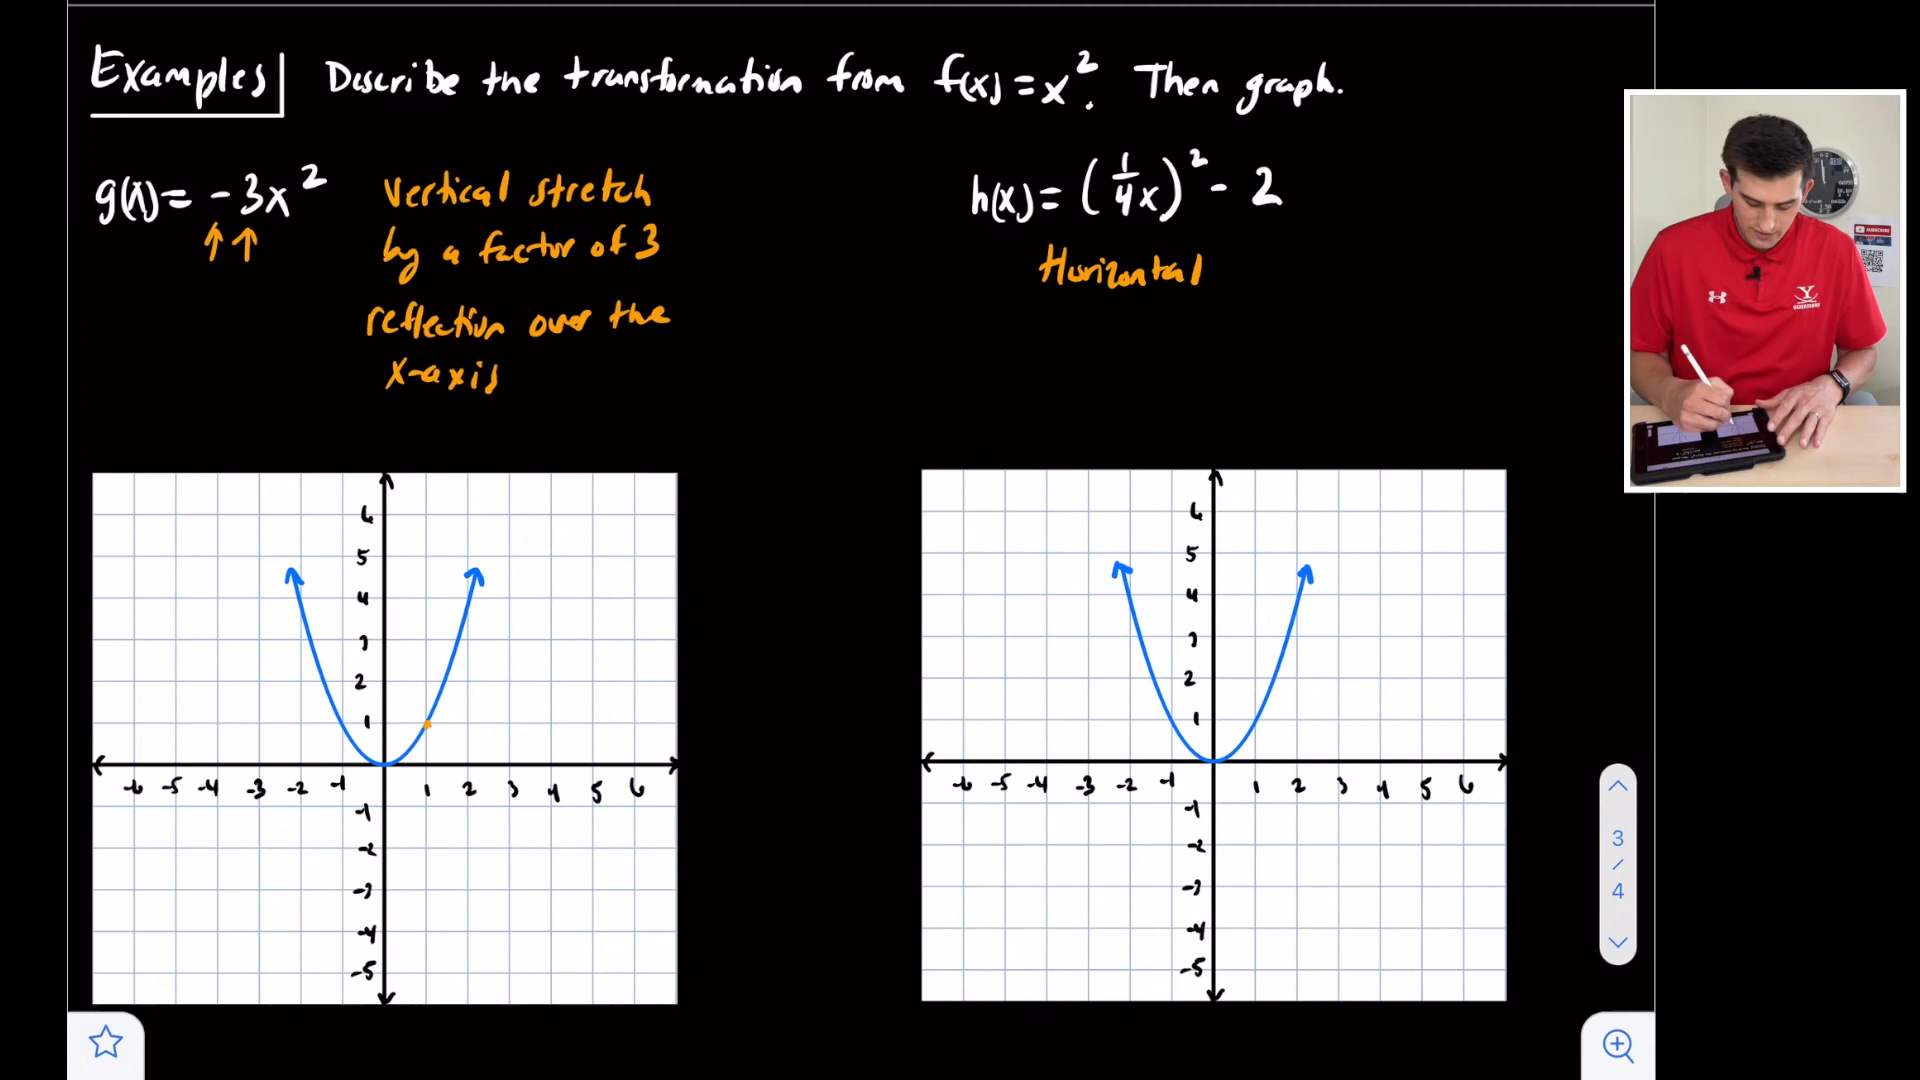 Examples Describe the transformation from f(x) = x². Then graph.
g(x) = -3x²
↑ ↑
Vertical stretch
by a factor of 3
reflection over the
x-axis
h(x) = (1/4x)² - 2
Horizontal
6
5
4
3
2
1
-6 -5 -4 -3 -2 -1 1 2 3 4 5 6
-1
-2
-3
-4
-5
6
5
4
3
2
1
-6 -5 -4 -3 -2 -1 1 2 3 4 5 6
-1
-2
-3
-4
-5
SUBSCRIBE
Y
3
/
4